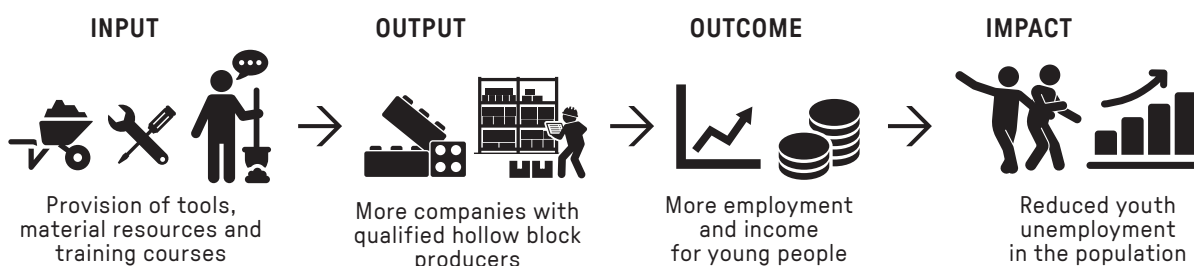 INPUT
OUTPUT
OUTCOME
IMPACT
Provision of tools,
material resources and
training courses
More companies with
qualified hollow block
producers
More employment
and income
for young people
Reduced youth
unemployment
in the population